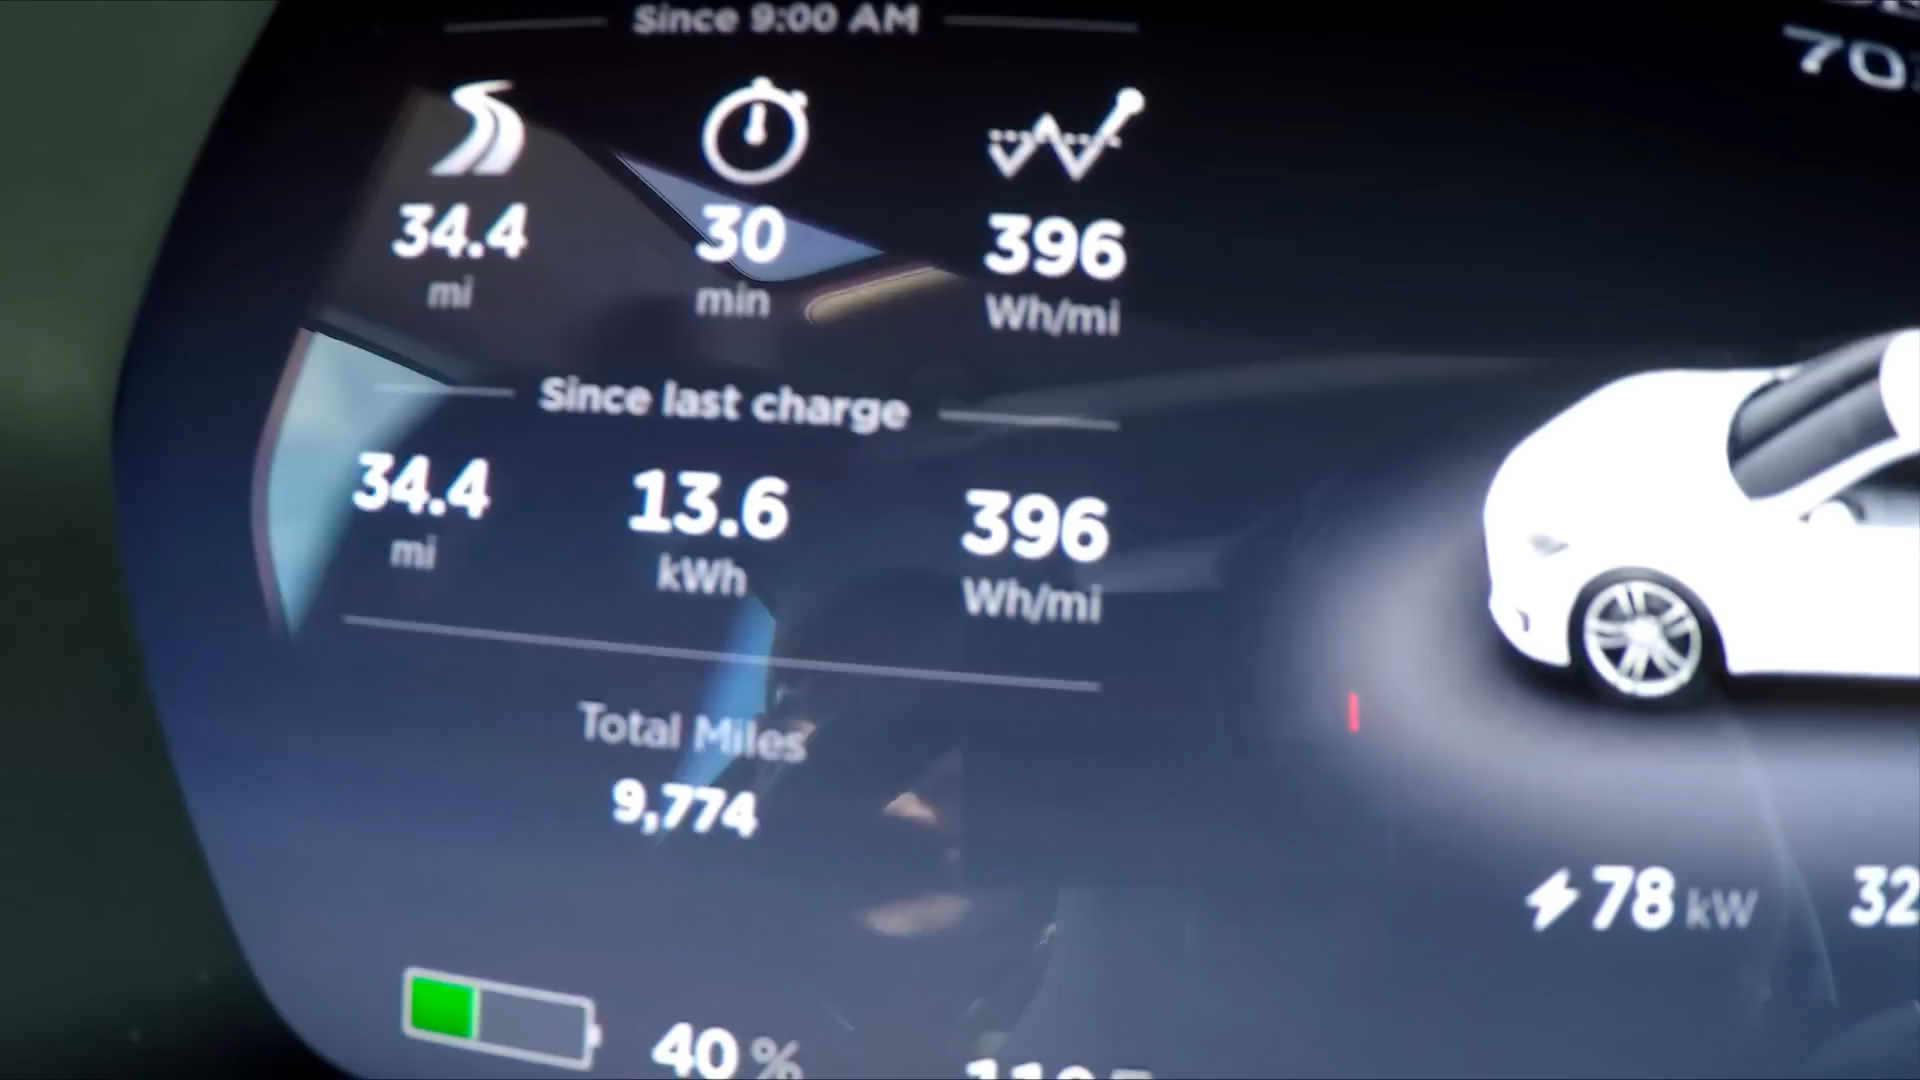 Since 9:00 AM
34.4 30 396
mi min Wh/mi
Since last charge
34.4 13.6 396
mi kWh Wh/mi
Total Miles
9,774
78 kW
40 %